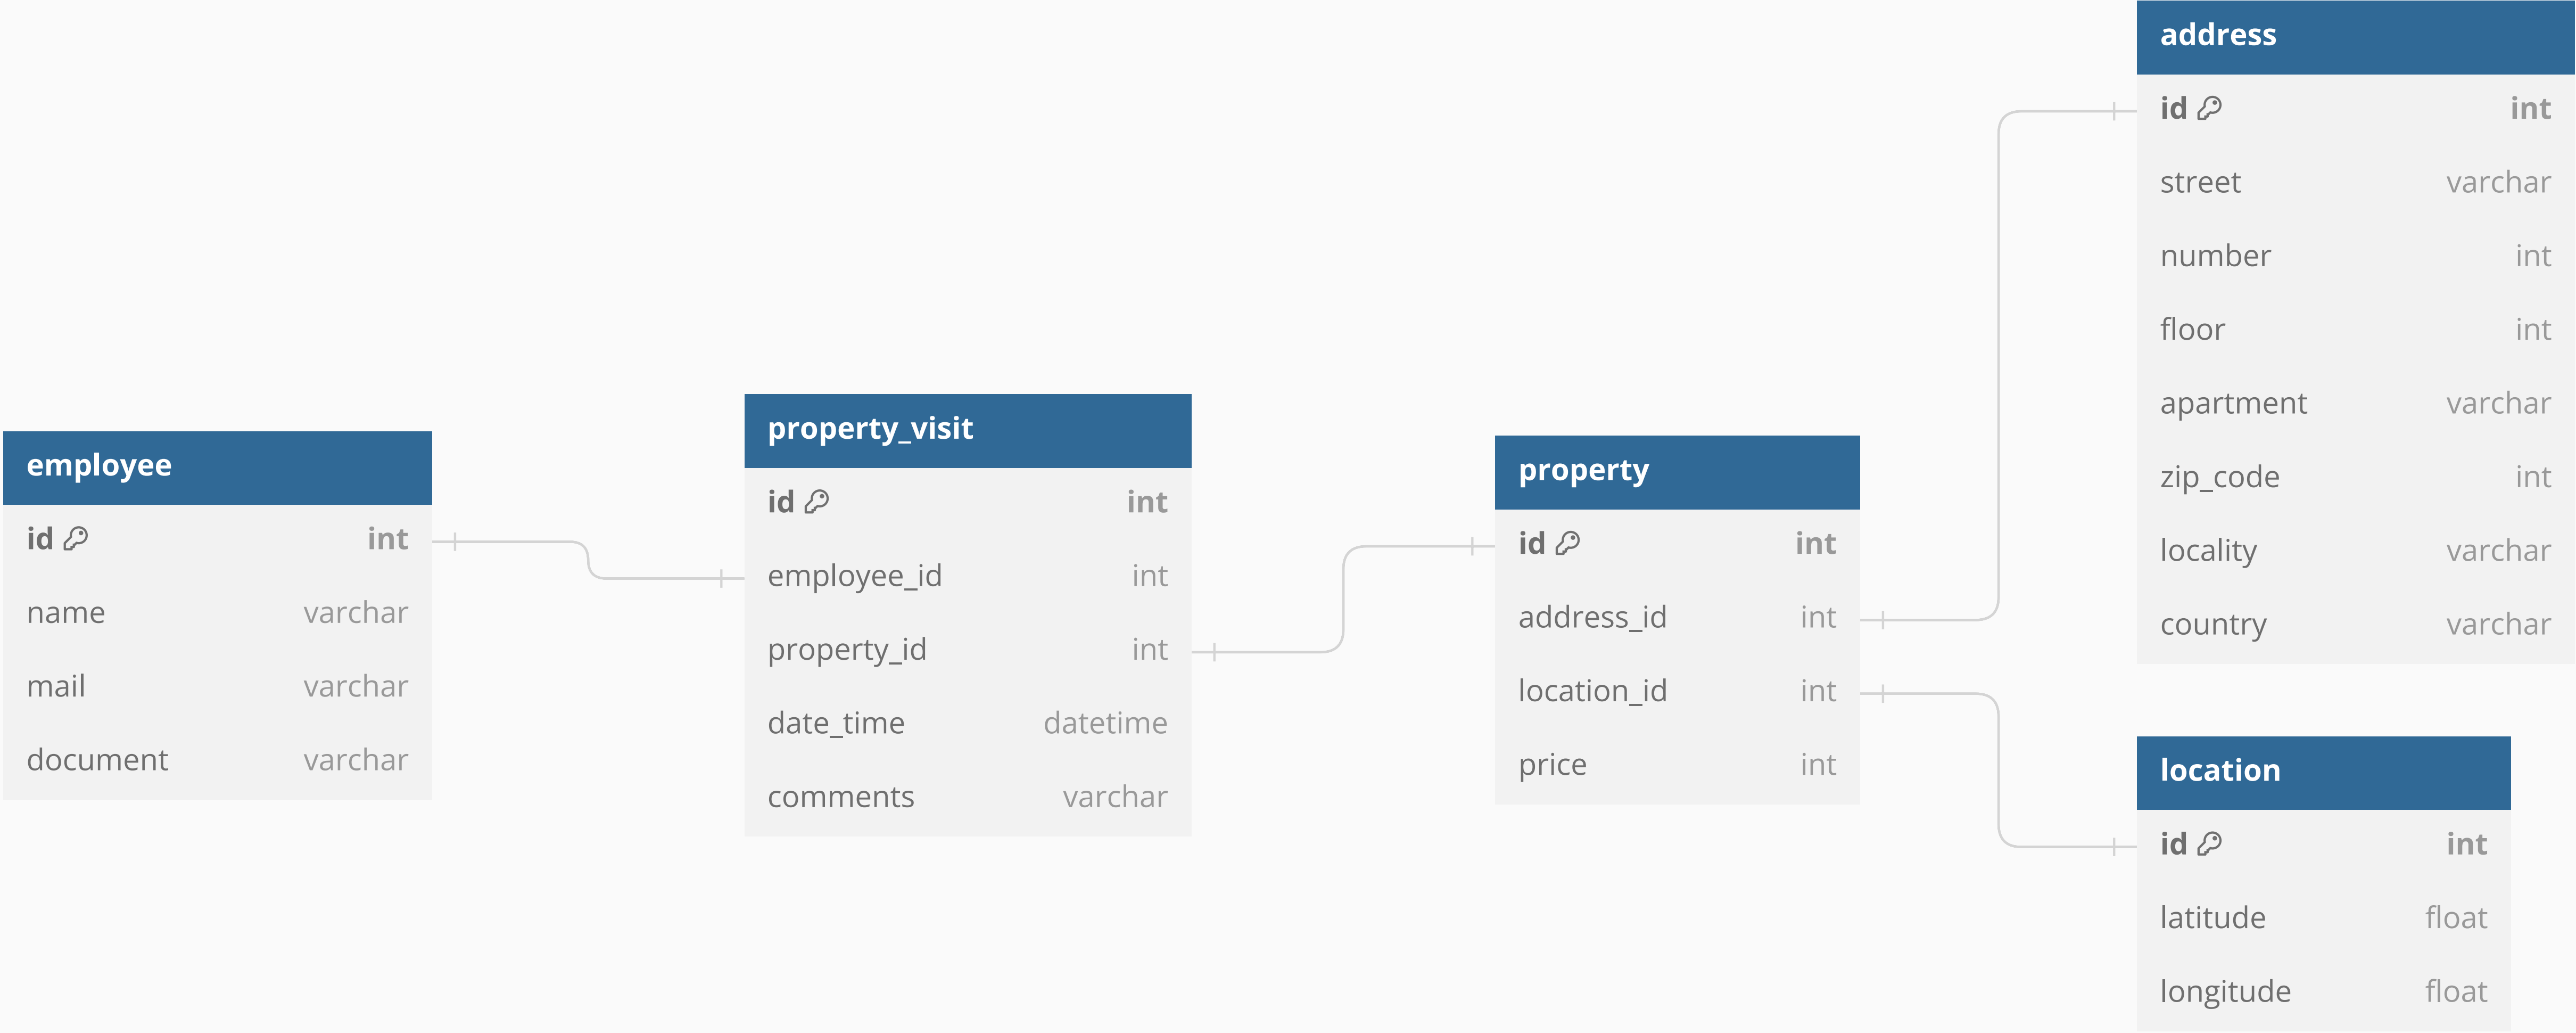 employee
id int
name varchar
mail varchar
document varchar
property_visit
id int
employee_id int
property_id int
date_time datetime
comments varchar
property
id int
address_id int
location_id int
price int
address
id int
street varchar
number int
floor int
apartment varchar
zip_code int
locality varchar
country varchar
location
id int
latitude float
longitude float